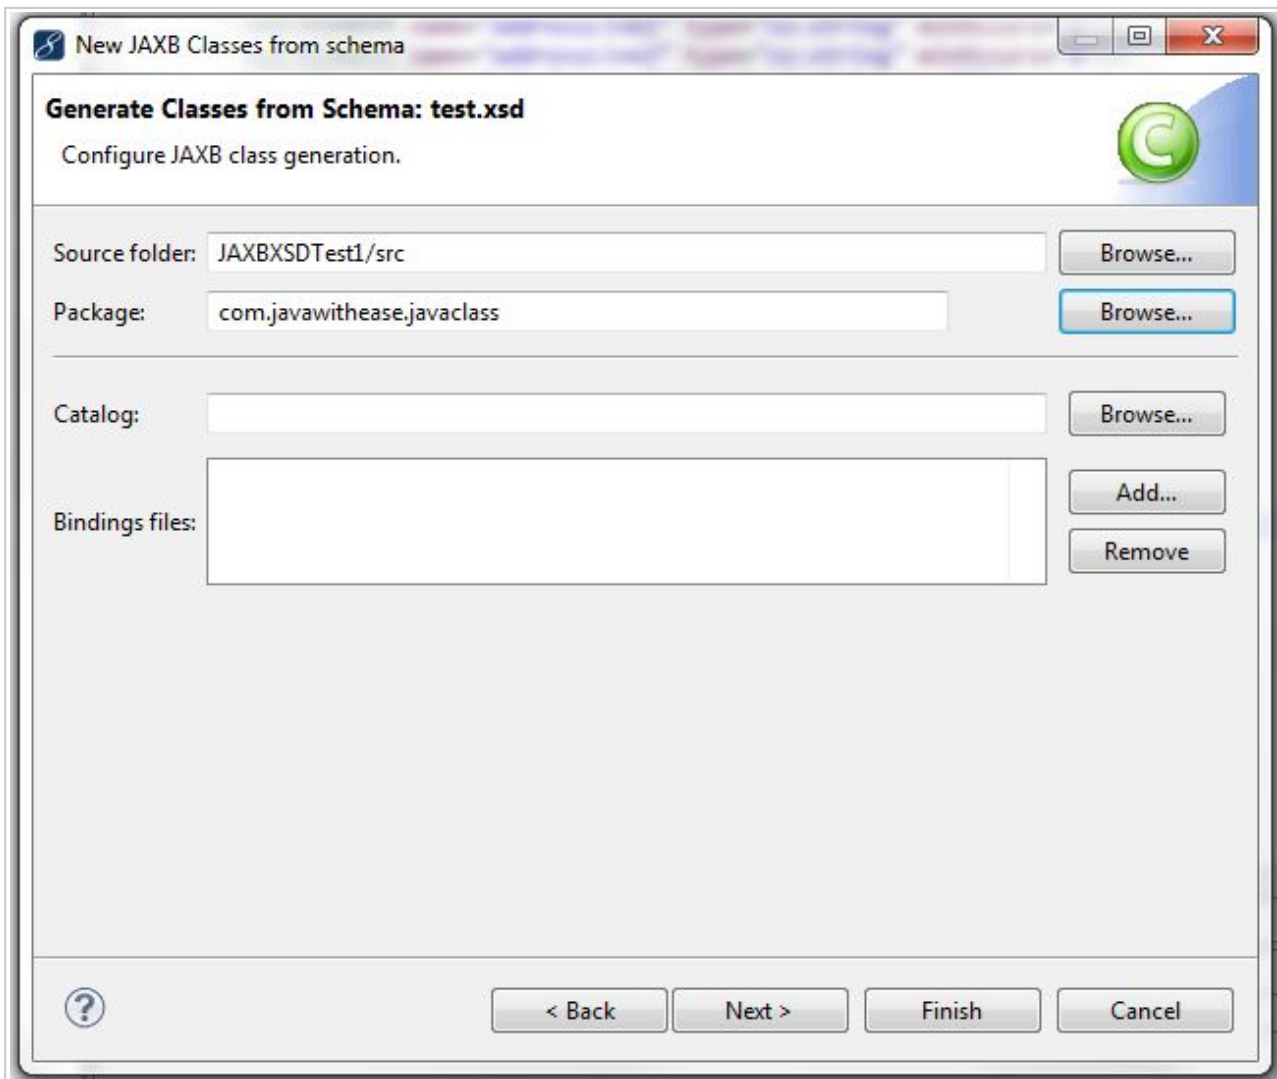 New JAXB Classes from schema
Generate Classes from Schema: test.xsd
Configure JAXB class generation.
Source folder: JAXBXSDTest1/src Browse...
Package: com.javawithease.javaclass Browse...
Catalog: Browse...
Bindings files: Add...
Remove
< Back Next > Finish Cancel